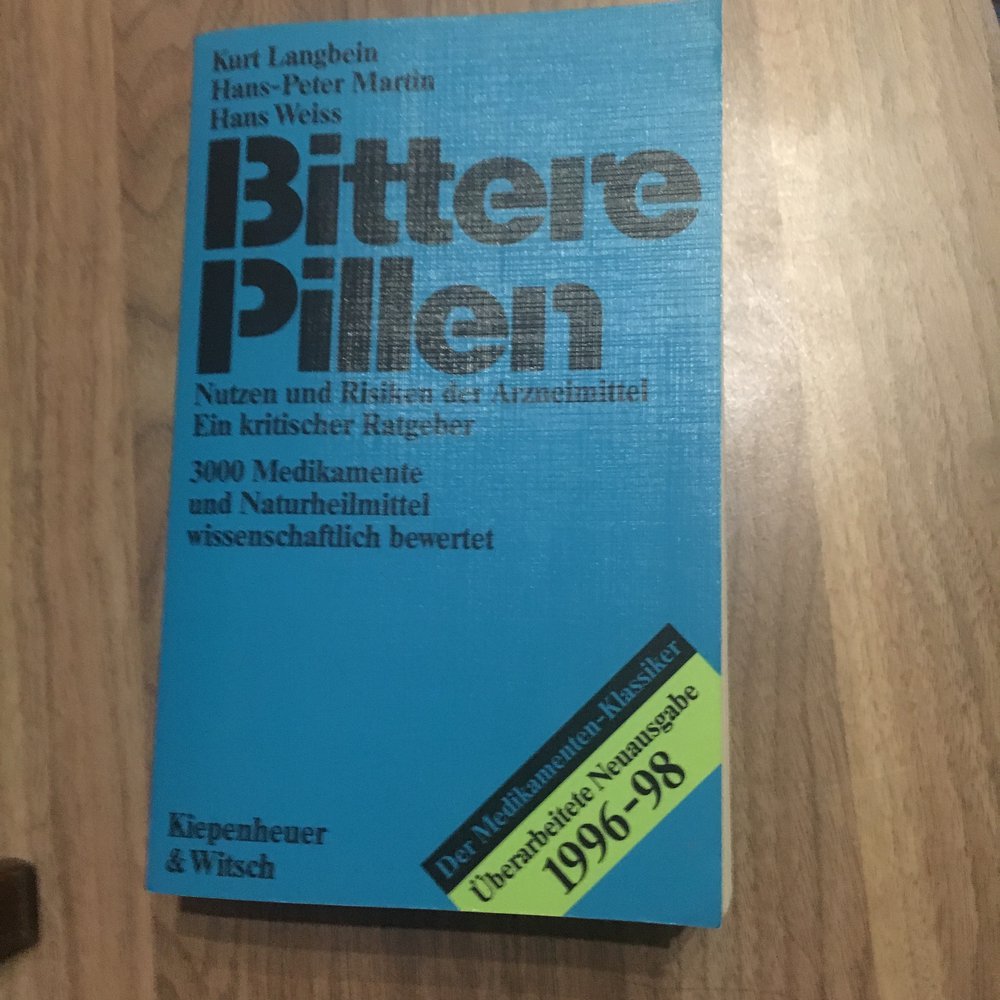 Kurt Langbein
Hans-Peter Martin
Hans Weiss
Bittere
Pillen
Nutzen und Risiken der Arzneimittel
Ein kritischer Ratgeber
3000 Medikamente
und Naturheilmittel
wissenschaftlich bewertet
Der Medikamenten-Klassiker
Überarbeitete Neuausgabe
1996-98
Kiepenheuer
& Witsch